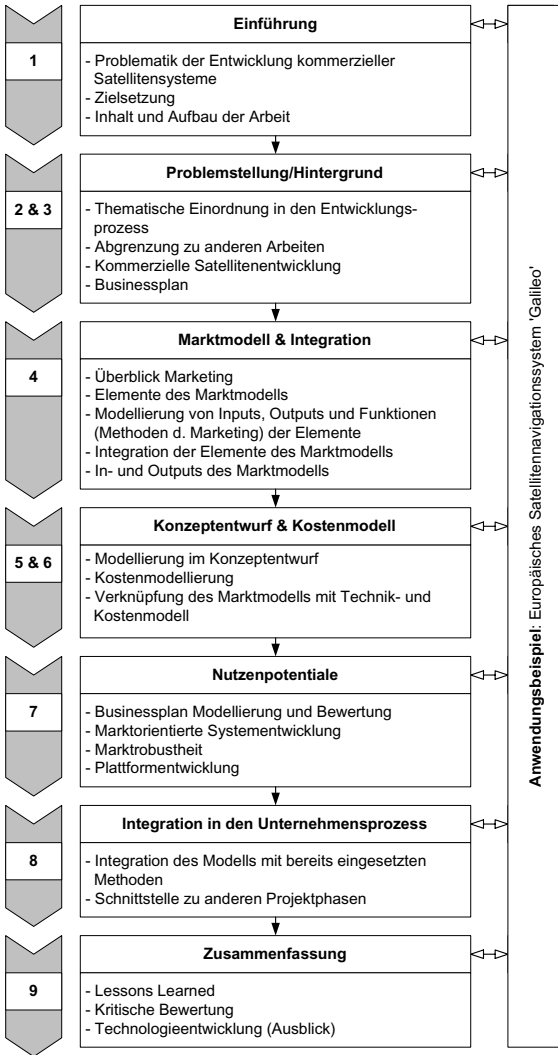 Einführung
1
- Problematik der Entwicklung kommerzieller
Satellitensysteme
- Zielsetzung
- Inhalt und Aufbau der Arbeit
Problemstellung/Hintergrund
2 & 3
- Thematische Einordnung in den Entwicklungs-
prozess
- Abgrenzung zu anderen Arbeiten
- Kommerzielle Satellitenentwicklung
- Businessplan
Marktmodell & Integration
4
- Überblick Marketing
- Elemente des Marktmodells
- Modellierung von Inputs, Outputs und Funktionen
(Methoden d. Marketing) der Elemente
- Integration der Elemente des Marktmodells
- In- und Outputs des Marktmodells
Konzeptentwurf & Kostenmodell
5 & 6
- Modellierung im Konzeptentwurf
- Kostenmodellierung
- Verknüpfung des Marktmodells mit Technik- und
Kostenmodell
Nutzenpotentiale
7
- Businessplan Modellierung und Bewertung
- Marktorientierte Systementwicklung
- Marktrobustheit
- Plattformentwicklung
Integration in den Unternehmensprozess
8
- Integration des Modells mit bereits eingesetzten
Methoden
- Schnittstelle zu anderen Projektphasen
Zusammenfassung
9
- Lessons Learned
- Kritische Bewertung
- Technologieentwicklung (Ausblick)
Anwendungsbeispiel: Europäisches Satellitennavigationssystem 'Galileo'